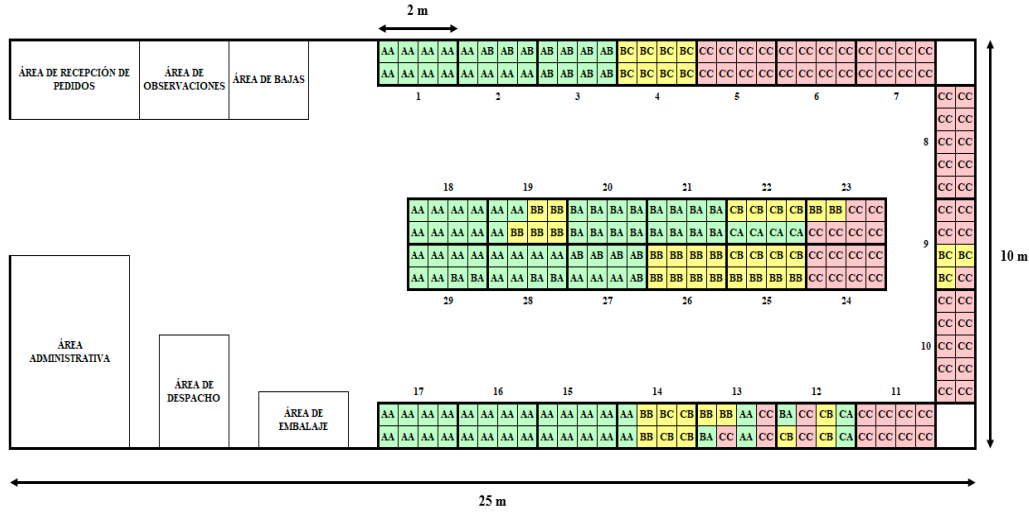 2 m
AA AA AA AA AA AB AB AB AB AB AB AB BC BC BC BC CC CC CC CC CC CC CC CC CC CC CC CC
AA AA AA AA AA AA AA AA AB AB AB AB BC BC BC BC CC CC CC CC CC CC CC CC CC CC CC CC
1 2 3 4 5 6 7
ÁREA DE RECEPCIÓN DE
PEDIDOS
ÁREA DE
OBSERVACIONES
ÁREA DE BAJAS
CC CC
CC CC
8 CC CC
CC CC
CC CC
18 19 20 21 22 23
AA AA AA AA AA AA BB BB BA BA BA BA BA BA BA BA CB CB CB CB BB BB CC CC
AA AA AA AA AA BB BB BB BA BA BA BA BA BA BA BA CA CA CA CA CC CC CC CC
AA AA AA AA AA AA AA AA AB AB AB AB BB BB BB BB CB CB CB CB CC CC CC CC
AA AA BA BA AA AA BA BA AA AA AA AB BB BB BB BB BB BB BB BB CC CC CC CC
29 28 27 26 25 24
CC CC
9 CC CC
BC BC
BC CC
10 m
CC CC
CC CC
10 CC CC
CC CC
CC CC
ÁREA
ADMINISTRATIVA
ÁREA DE
DESPACHO
ÁREA DE
EMBALAJE
17 16 15 14 13 12 11
AA AA AA AA AA AA AA AA AA AA AA AA AA BB BC CB BB BB AA CC BA CC CB CA CC CC CC CC
AA AA AA AA AA AA AA AA AA AA AA AA AA BB CB CB BA CC AA CC CB CC CB CA CC CC CC CC
25 m